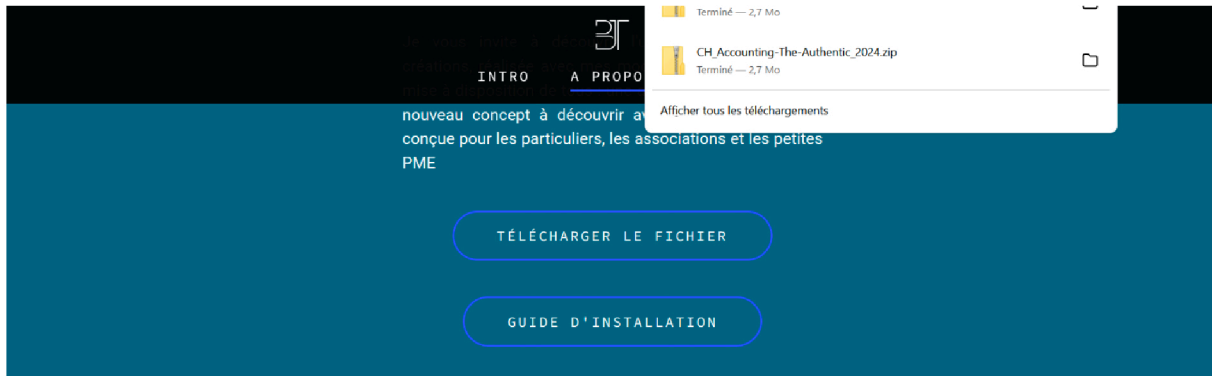 Terminé — 2,7 Mo
CH_Accounting-The-Authentic_2024.zip
Terminé — 2,7 Mo
Afficher tous les téléchargements
INTRO A PROPO
nouveau concept à découvrir
conçue pour les particuliers, les associations et les petites
PME
TÉLÉCHARGER LE FICHIER
GUIDE D'INSTALLATION